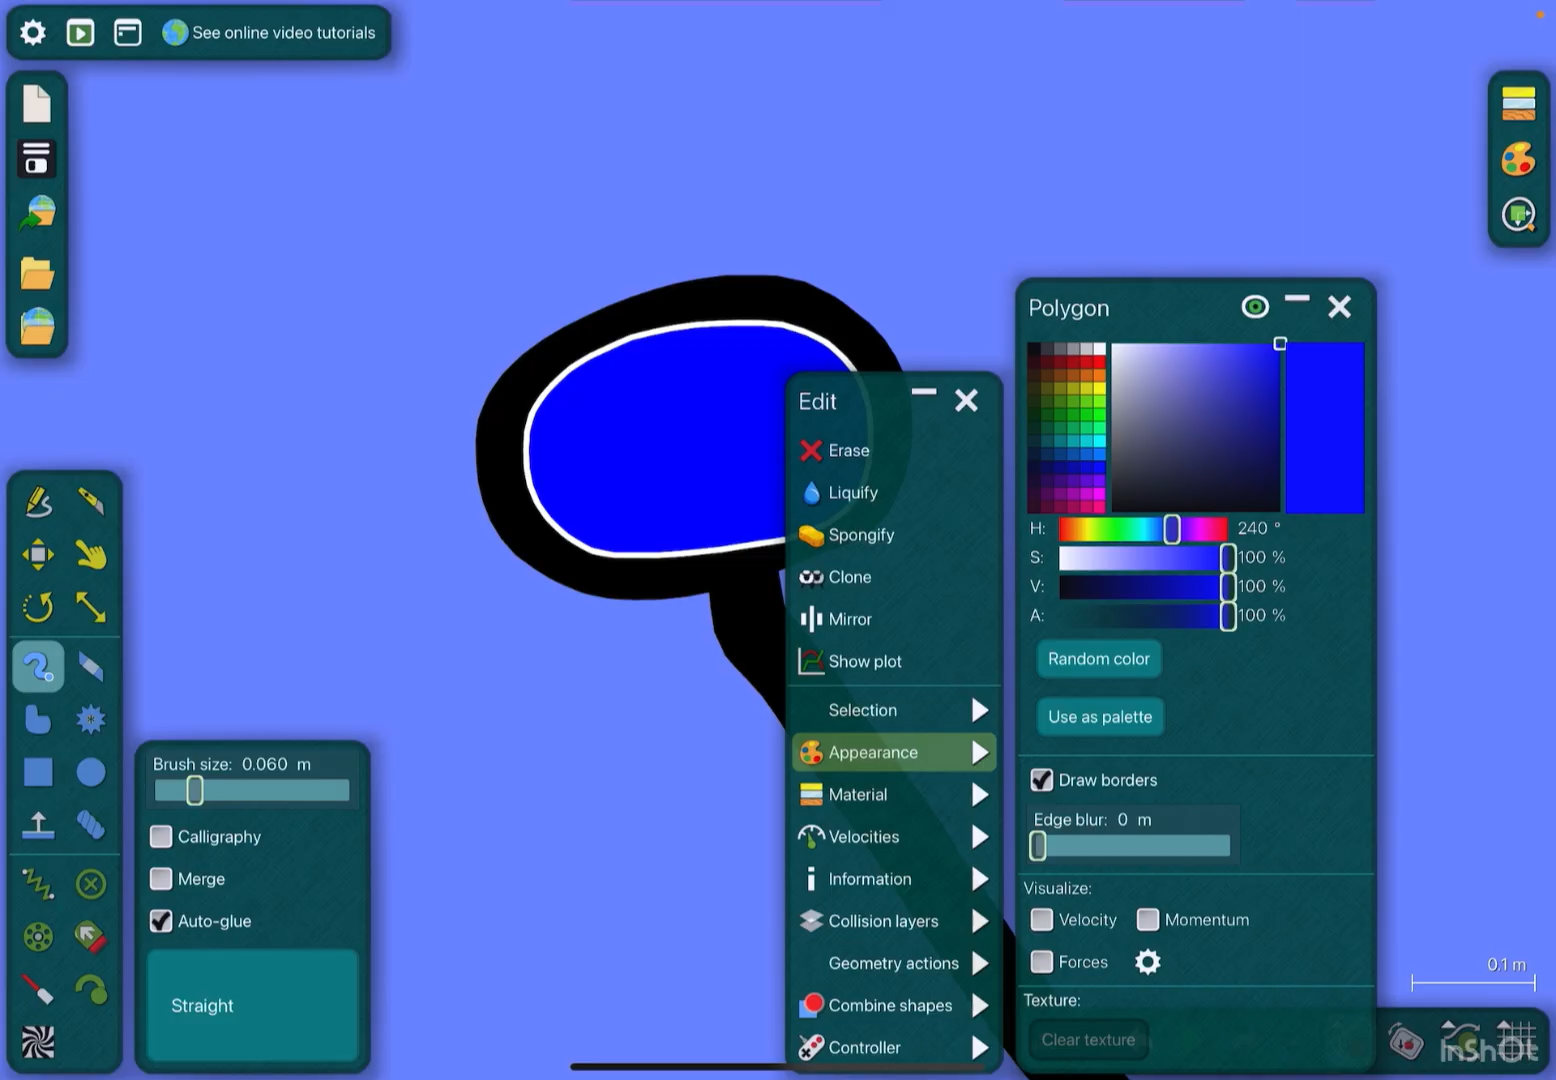 See online video tutorials
Polygon
Edit
Erase
Liquify
Spongify
Clone
Mirror
Show plot
Selection
Appearance
Material
Velocities
Information
Collision layers
Geometry actions
Combine shapes
Controller
H: 240 °
S: 100 %
V: 100 %
A: 100 %
Random color
Use as palette
Draw borders
Edge blur: 0 m
Visualize:
Velocity Momentum
Forces
Texture:
Clear texture
Brush size: 0.060 m
Calligraphy
Merge
Auto-glue
Straight
0.1 m
InShOt